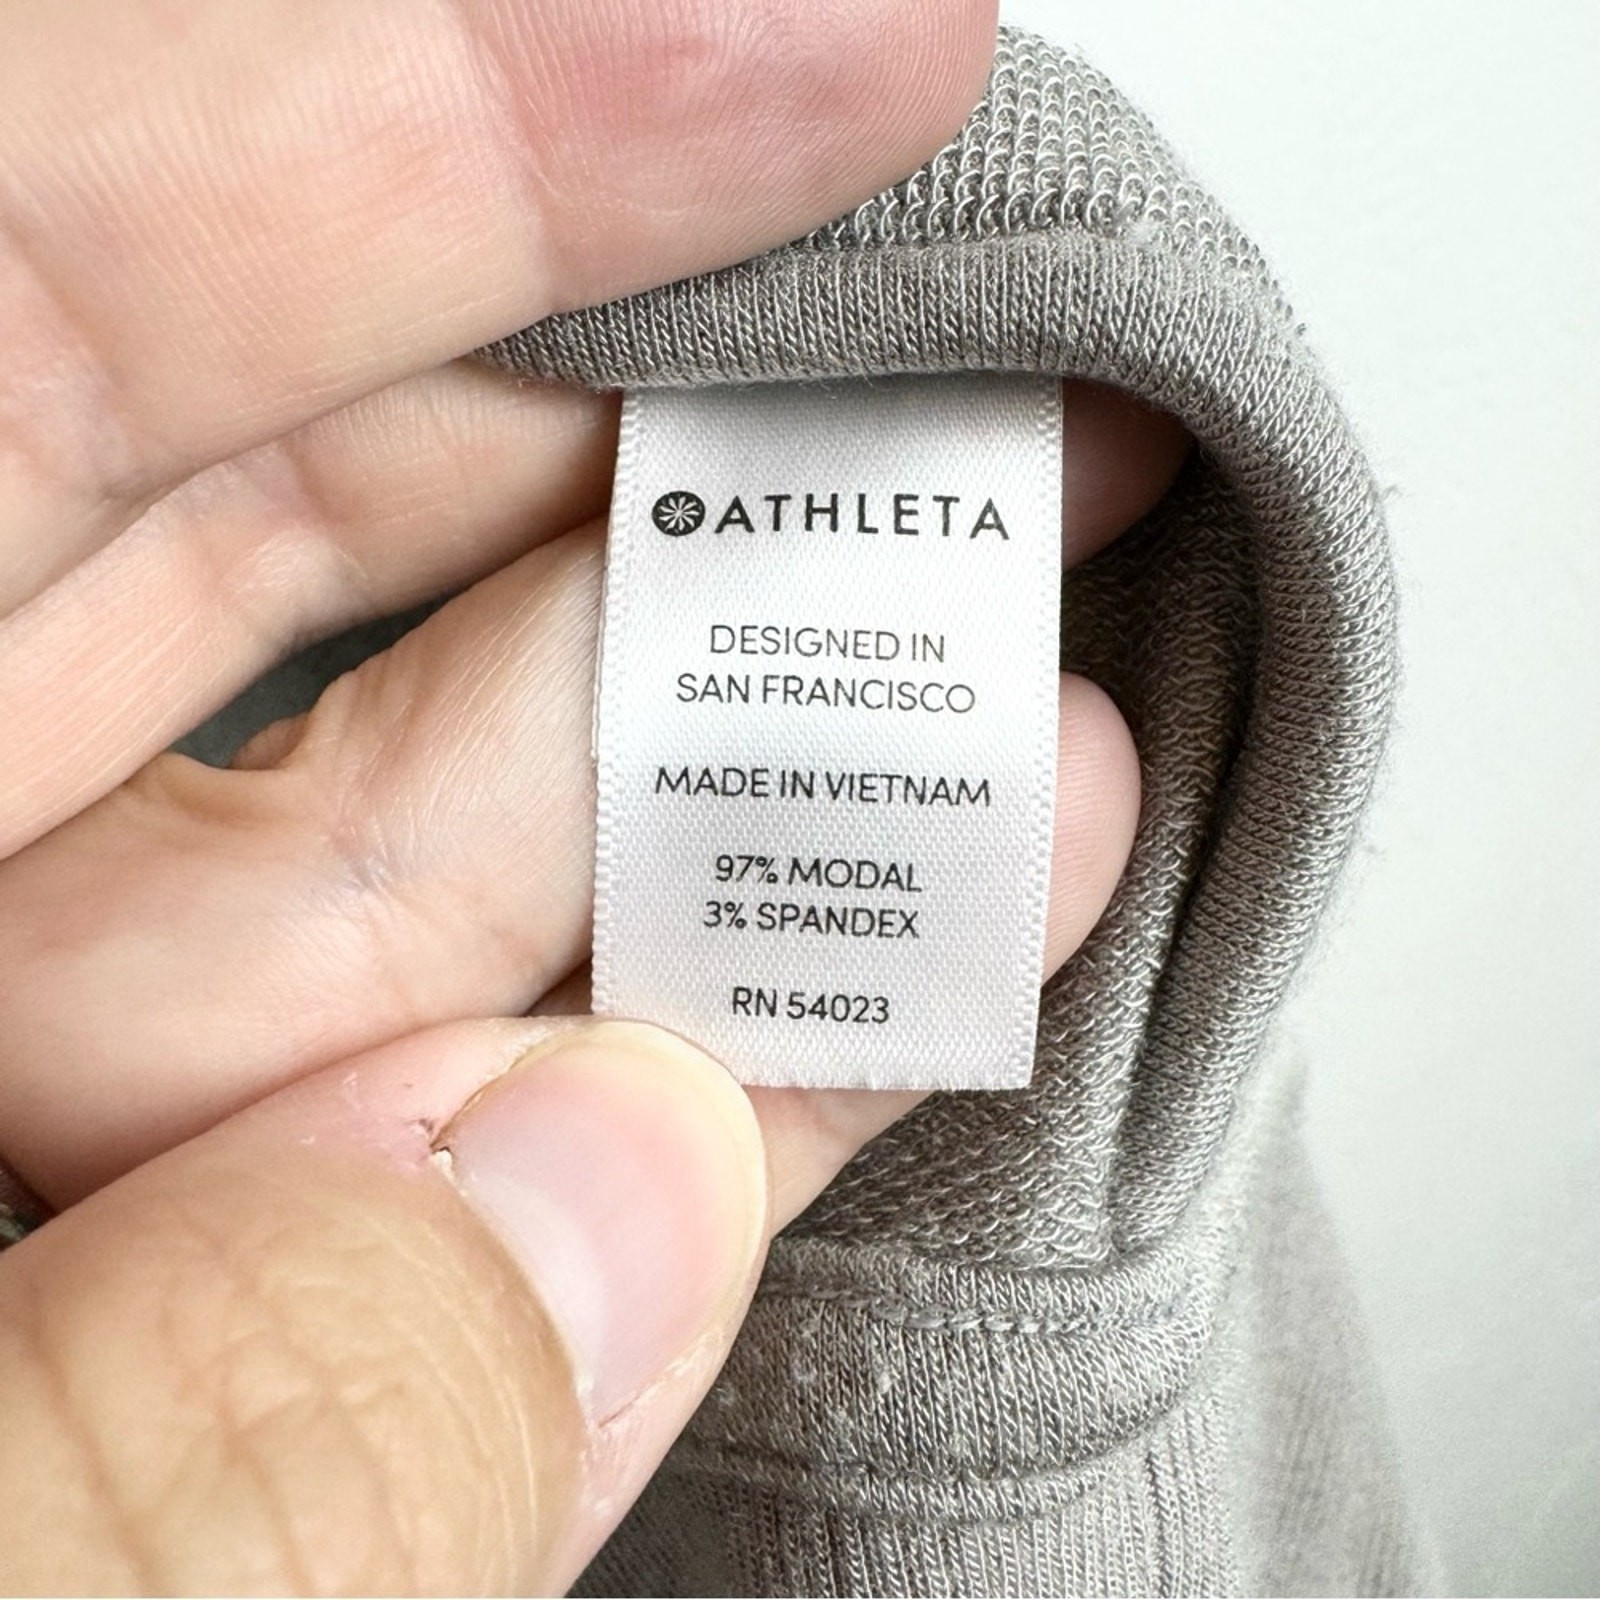 ATHLETA
DESIGNED IN
SAN FRANCISCO
MADE IN VIETNAM
97% MODAL
3% SPANDEX
RN 54023